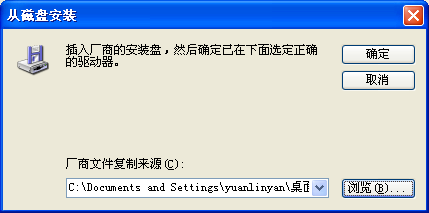 从磁盘安装
插入厂商的安装盘，然后确定已在下面选定正确
的驱动器。
确定
取消
厂商文件复制来源(C):
C:\Documents and Settings\yuanlinyan\桌面
浏览(B)...